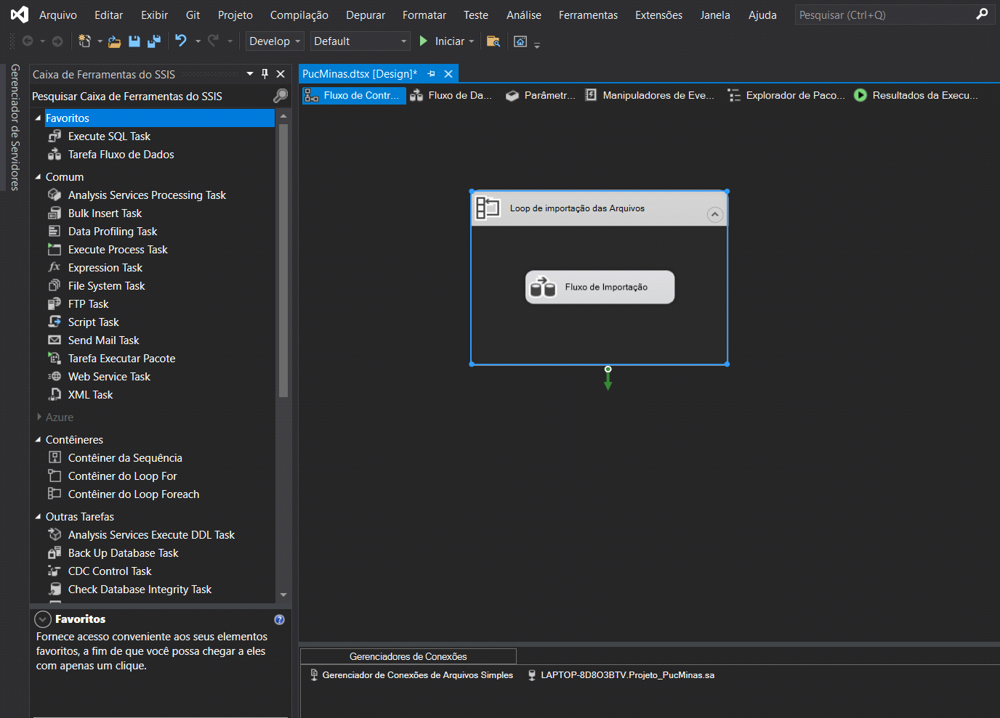 Arquivo Editar Exibir Git Projeto Compilação Depurar Formatar Teste Análise Ferramentas Extensões Janela Ajuda Pesquisar (Ctrl+Q)
Develop Default Iniciar
Gerenciador de Servidores
Caixa de Ferramentas do SSIS
Pesquisar Caixa de Ferramentas do SSIS
Favoritos
Execute SQL Task
Tarefa Fluxo de Dados
Comum
Analysis Services Processing Task
Bulk Insert Task
Data Profiling Task
Execute Process Task
Expression Task
File System Task
FTP Task
Script Task
Send Mail Task
Tarefa Executar Pacote
Web Service Task
XML Task
Azure
Contêineres
Contêiner da Sequência
Contêiner do Loop For
Contêiner do Loop Foreach
Outras Tarefas
Analysis Services Execute DDL Task
Back Up Database Task
CDC Control Task
Check Database Integrity Task
Favoritos
Fornece acesso conveniente aos seus elementos
favoritos, a fim de que você possa chegar a eles
com apenas um clique.
PucMinas.dtsx [Design]*
Fluxo de Contr... Fluxo de Da... Parâmetr... Manipuladores de Eve... Explorador de Paco... Resultados da Execu...
Loop de importação das Arquivos
Fluxo de Importação
Gerenciadores de Conexões
Gerenciador de Conexões de Arquivos Simples LAPTOP-8D8O3BTV.Projeto_PucMinas.sa